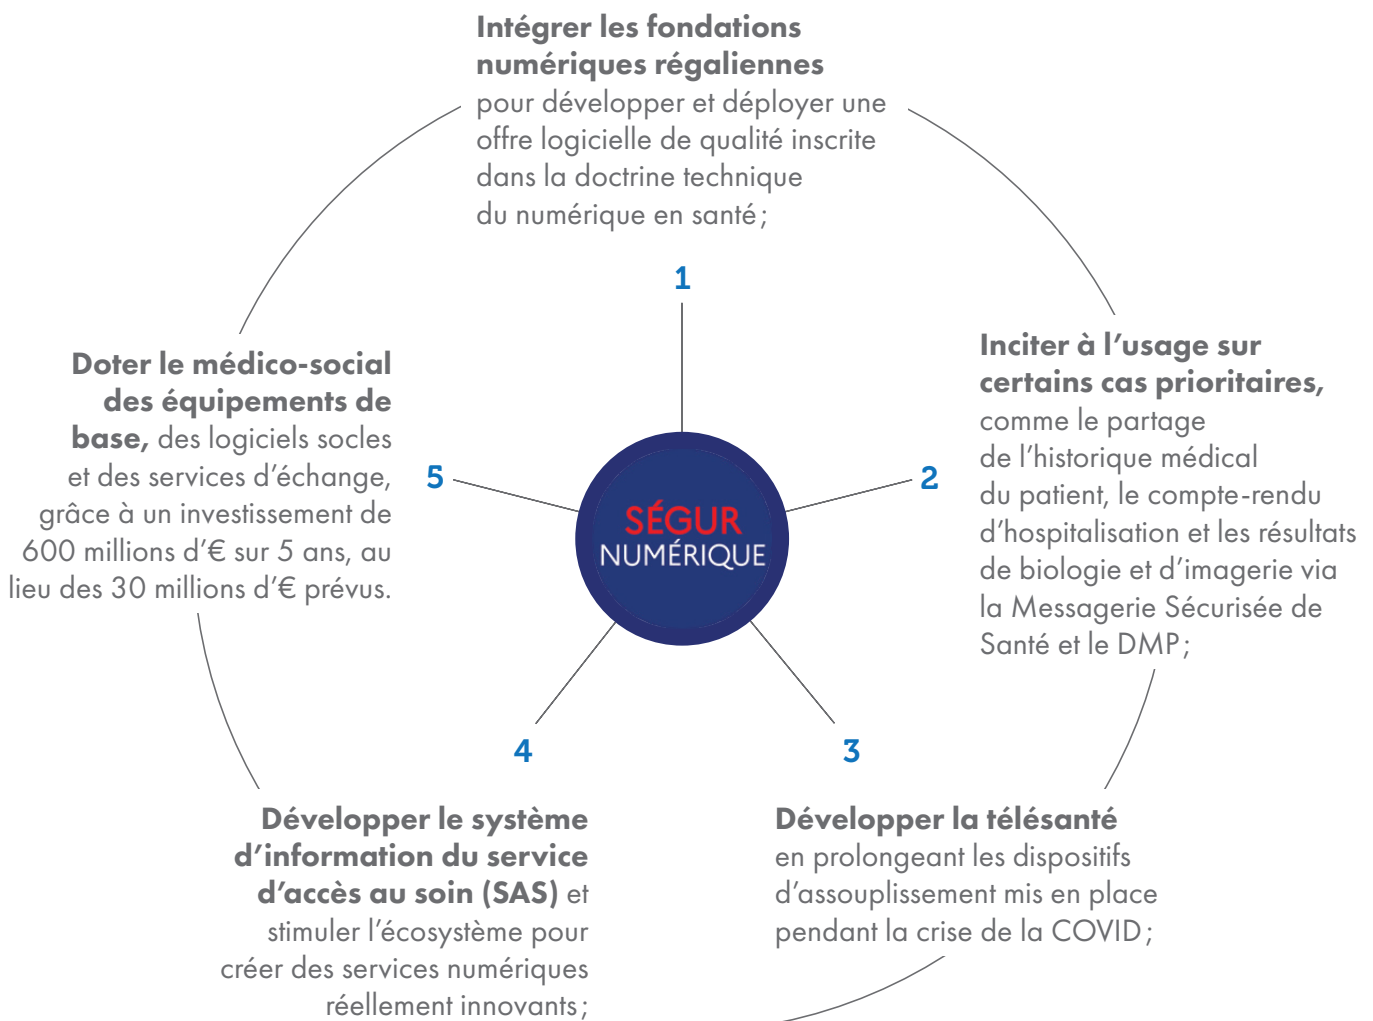 Intégrer les fondations
numériques régaliennes
pour développer et déployer une
offre logicielle de qualité inscrite
dans la doctrine technique
du numérique en santé ;
1
Inciter à l’usage sur
certains cas prioritaires,
comme le partage
de l’historique médical
du patient, le compte-rendu
d’hospitalisation et les résultats
de biologie et d’imagerie via
la Messagerie Sécurisée de
Santé et le DMP ;
2
Développer la télésanté
en prolongeant les dispositifs
d’assouplissement mis en place
pendant la crise de la COVID ;
3
Développer le système
d’information du service
d’accès au soin (SAS) et
stimuler l’écosystème pour
créer des services numériques
réellement innovants ;
4
Doter le médico-social
des équipements de
base, des logiciels socles
et des services d’échange,
grâce à un investissement de
600 millions d’€ sur 5 ans, au
lieu des 30 millions d’€ prévus.
5
SÉGUR
NUMÉRIQUE